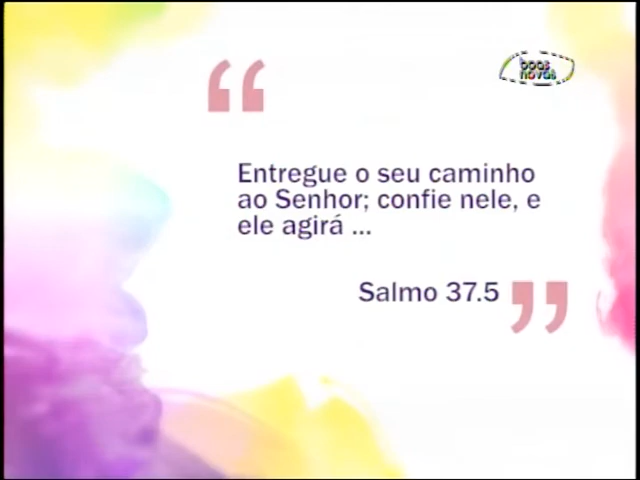 “
boas
novas
Entregue o seu caminho
ao Senhor; confie nele, e
ele agirá ...
Salmo 37.5 ”